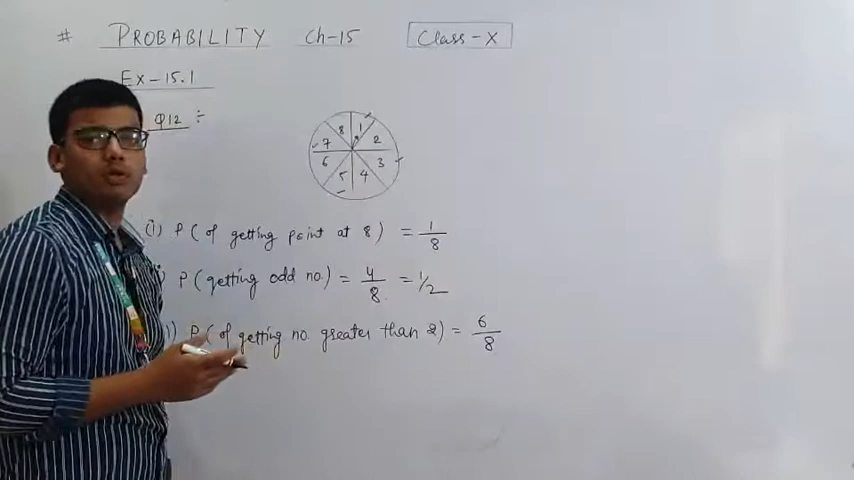 # PROBABILITY Ch-15 Class-X
Ex-15.1
Q12 ÷
8 1
7 2
6 3
5 4
(i) P( of getting point at 8) = 1/8
) P(getting odd no.) = 4/8 = 1/2
) P( of getting no. greater than 2) = 6/8